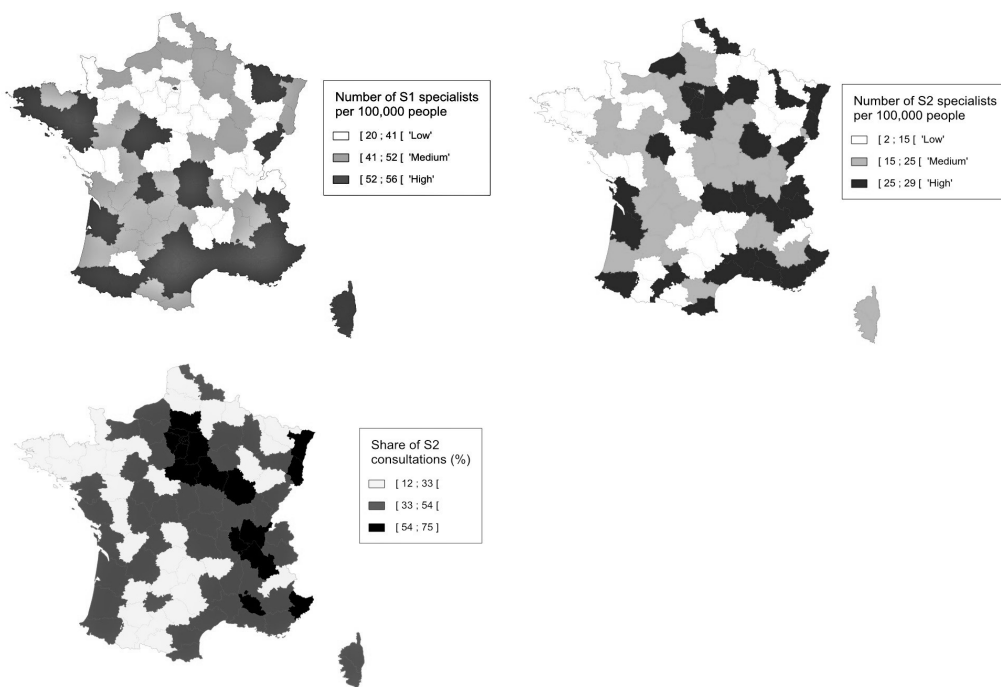 Number of S1 specialists
per 100,000 people
[ 20 ; 41 [ 'Low'
[ 41 ; 52 [ 'Medium'
[ 52 ; 56 [ 'High'
Number of S2 specialists
per 100,000 people
[ 2 ; 15 [ 'Low'
[ 15 ; 25 [ 'Medium'
[ 25 ; 29 [ 'High'
Share of S2
consultations (%)
[ 12 ; 33 [
[ 33 ; 54 [
[ 54 ; 75 ]